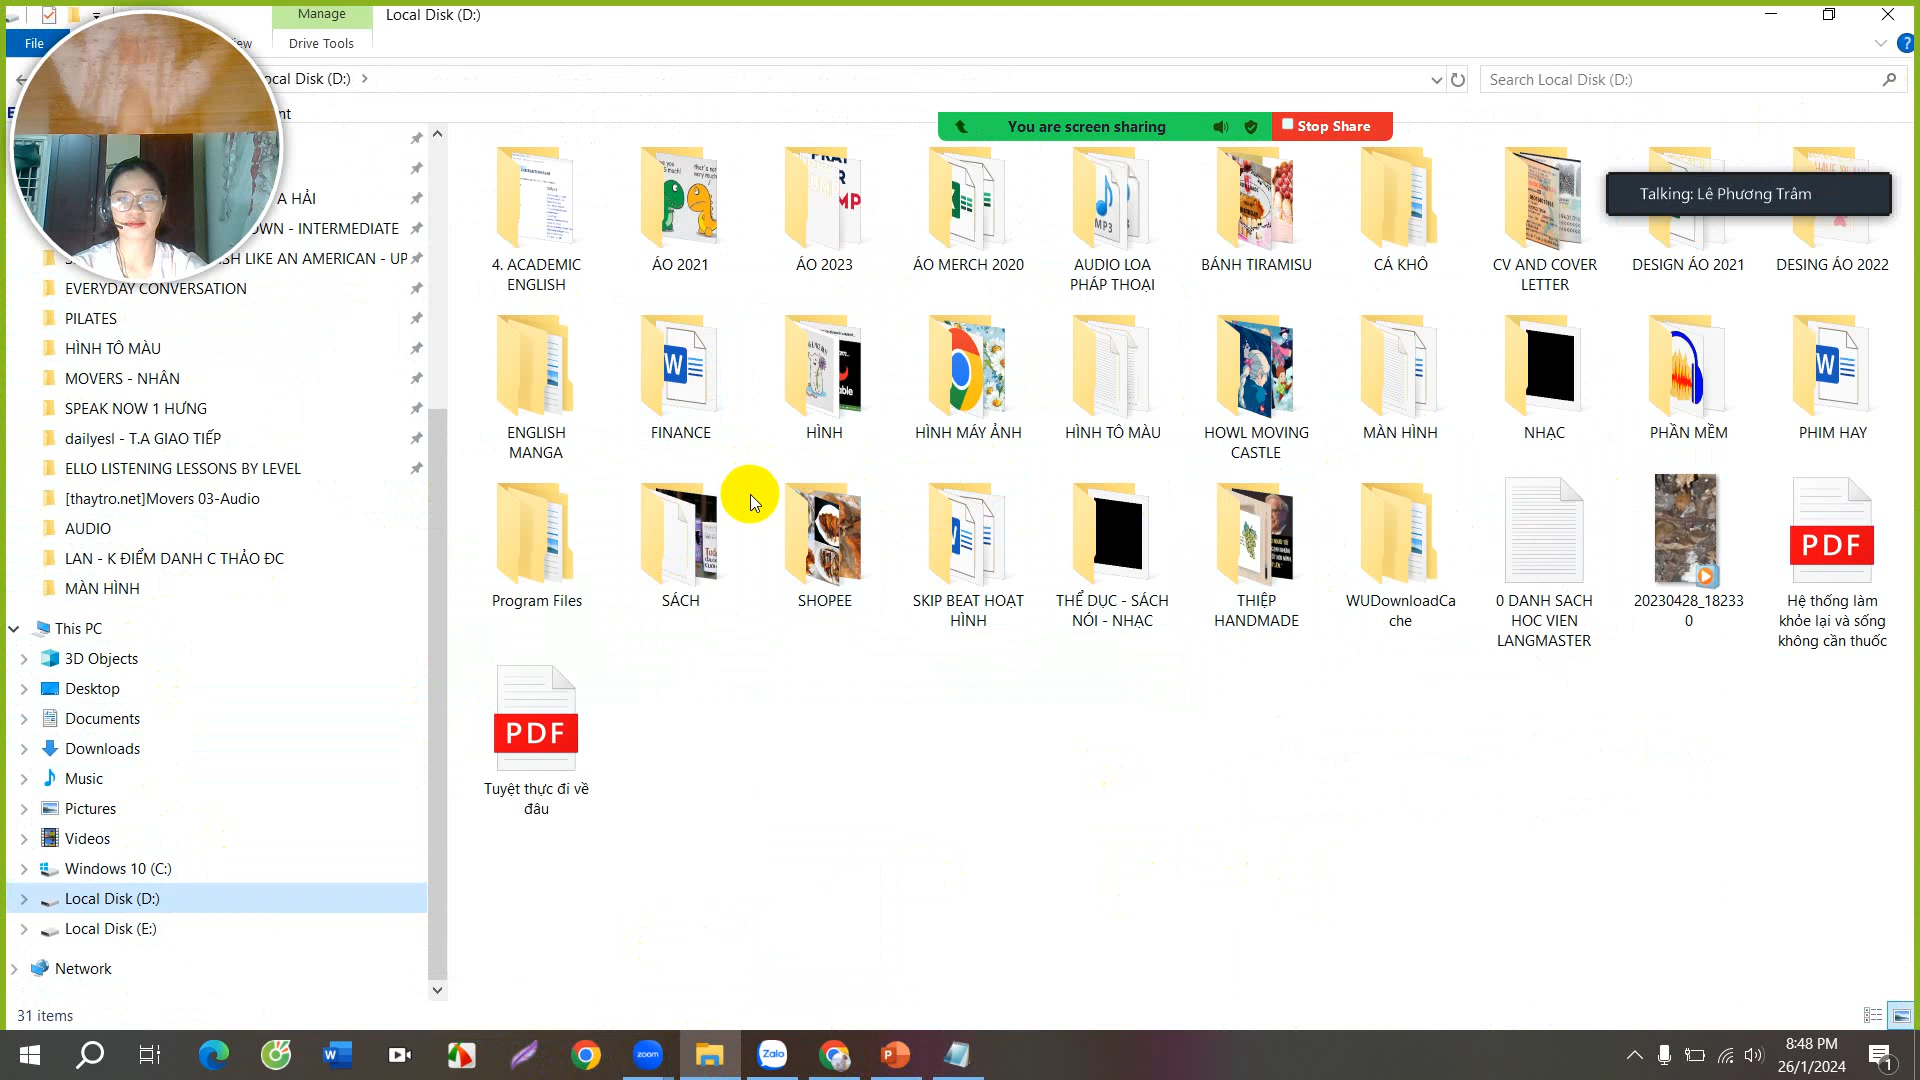 Manage
Local Disk (D:)
File
Drive Tools
ocal Disk (D:)
Search Local Disk (D:)
You are screen sharing
Stop Share
Talking: Lê Phương Trâm
A HẢI
OWN - INTERMEDIATE
SH LIKE AN AMERICAN - UP
EVERYDAY CONVERSATION
PILATES
HÌNH TÔ MÀU
MOVERS - NHÂN
SPEAK NOW 1 HƯNG
dailyesl - T.A GIAO TIẾP
ELLO LISTENING LESSONS BY LEVEL
[thaytro.net]Movers 03-Audio
AUDIO
LAN - K ĐIỂM DANH C THẢO ĐC
MÀN HÌNH
This PC
3D Objects
Desktop
Documents
Downloads
Music
Pictures
Videos
Windows 10 (C:)
Local Disk (D:)
Local Disk (E:)
Network
31 items
4. ACADEMIC
ENGLISH
ÁO 2021
ÁO 2023
ÁO MERCH 2020
AUDIO LOA
PHÁP THOẠI
BÁNH TIRAMISU
CÁ KHÔ
CV AND COVER
LETTER
DESIGN ÁO 2021
DESING ÁO 2022
ENGLISH
MANGA
FINANCE
HÌNH
HÌNH MÁY ẢNH
HÌNH TÔ MÀU
HOWL MOVING
CASTLE
MÀN HÌNH
NHẠC
PHẦN MỀM
PHIM HAY
Program Files
SÁCH
SHOPEE
SKIP BEAT HOẠT
HÌNH
THỂ DỤC - SÁCH
NÓI - NHẠC
THIỆP
HANDMADE
WUDownloadCa
che
0 DANH SACH
HOC VIEN
LANGMASTER
20230428_18233
0
PDF
Hệ thống làm
khỏe lại và sống
không cần thuốc
PDF
Tuyệt thực đi về
đâu
zoom
Zalo
8:48 PM
26/1/2024
1